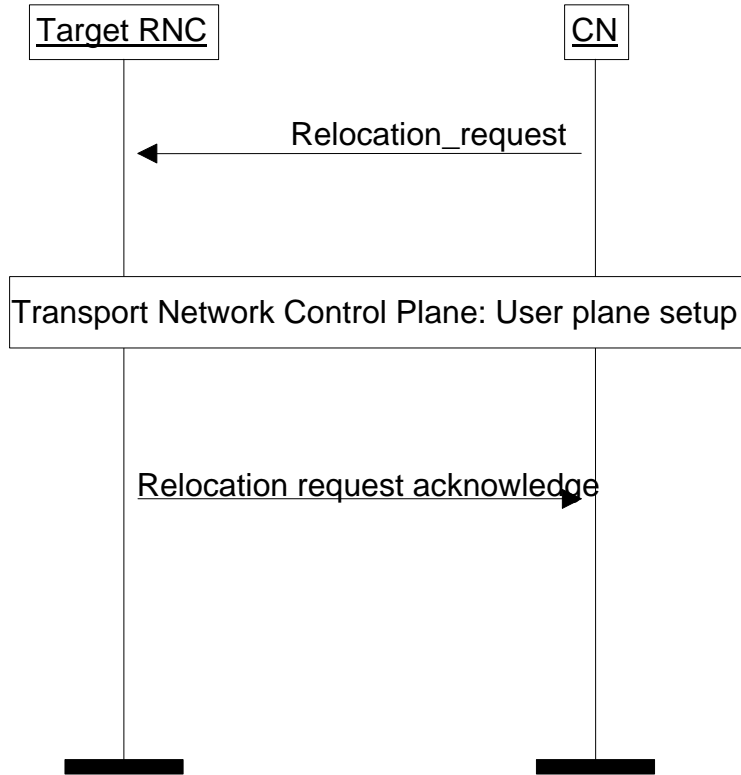 Target RNC
CN
Relocation_request
Transport Network Control Plane: User plane setup
Relocation request acknowledge